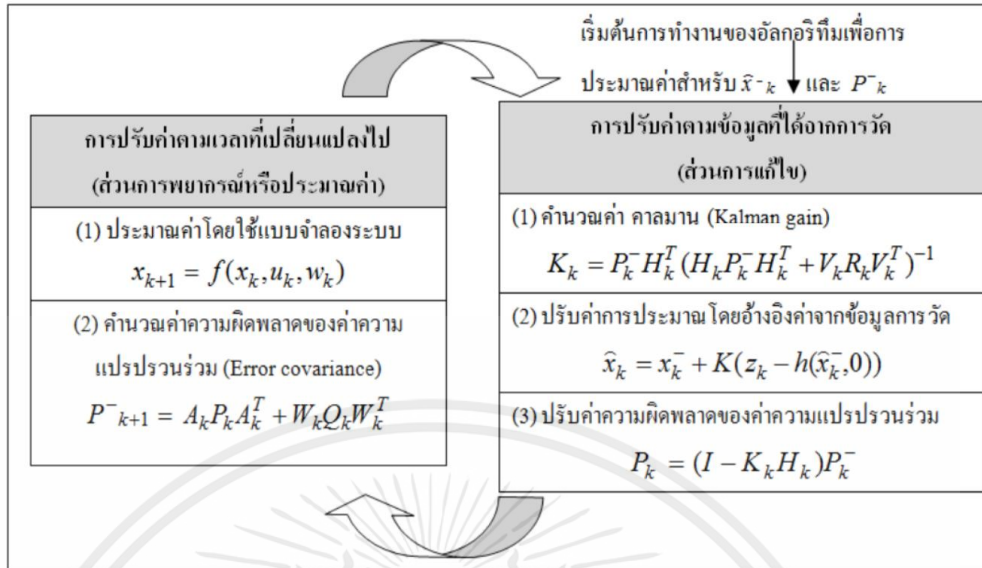 เริ่มต้นการทำงานของอัลกอริทึมเพื่อการ
ประมาณค่าสำหรับ x̂⁻ₖ และ P⁻ₖ
การปรับค่าตามเวลาที่เปลี่ยนแปลงไป
(ส่วนการพยากรณ์หรือประมาณค่า)
(1) ประมาณค่าโดยใช้แบบจำลองระบบ
xₖ₊₁ = f(xₖ,uₖ,wₖ)
(2) คำนวณค่าความผิดพลาดของค่าความ
แปรปรวนร่วม (Error covariance)
P⁻ₖ₊₁ = AₖPₖAₖᵀ + WₖQₖWₖᵀ
การปรับค่าตามข้อมูลที่ได้จากการวัด
(ส่วนการแก้ไข)
(1) คำนวณค่า คาลมาน (Kalman gain)
Kₖ = Pₖ⁻Hₖᵀ(HₖPₖ⁻Hₖᵀ + VₖRₖVₖᵀ)⁻¹
(2) ปรับค่าการประมาณโดยอ้างอิงค่าจากข้อมูลการวัด
x̂ₖ = xₖ⁻ + K(zₖ − h(x̂ₖ⁻,0))
(3) ปรับค่าความผิดพลาดของค่าความแปรปรวนร่วม
Pₖ = (I − KₖHₖ)Pₖ⁻